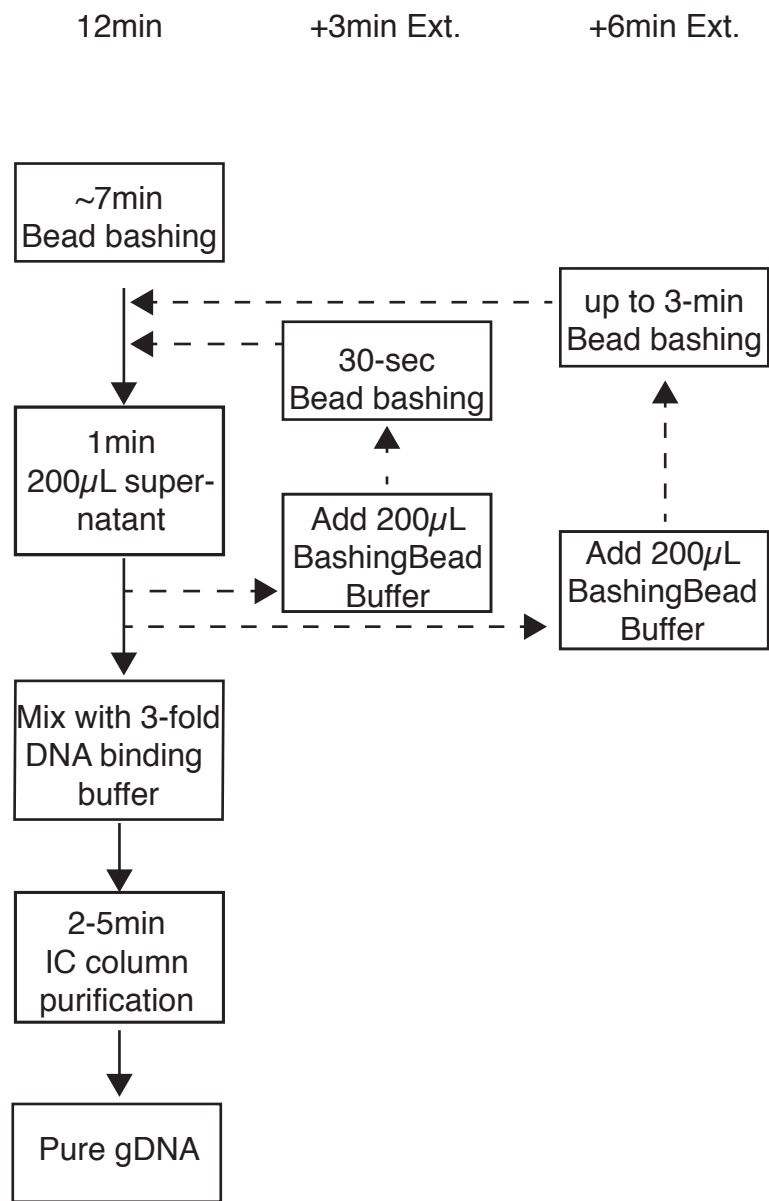 12min
+3min Ext.
+6min Ext.
~7min
Bead bashing
up to 3-min
Bead bashing
30-sec
Bead bashing
1min
200µL super-
natant
Add 200µL
BashingBead
Buffer
Add 200µL
BashingBead
Buffer
Mix with 3-fold
DNA binding
buffer
2-5min
IC column
purification
Pure gDNA